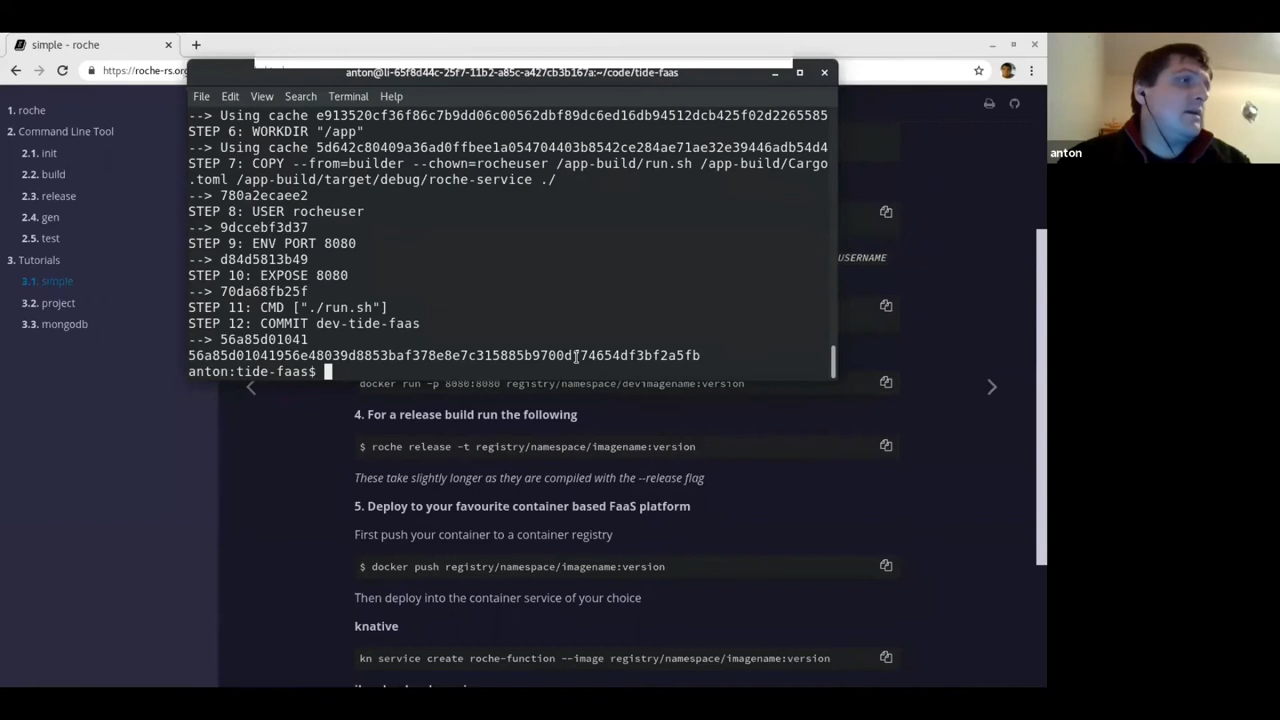 simple - roche
https://roche-rs.org
anton@li-65f8d44c-25f7-11b2-a85c-a427cb3b167a:~/code/tide-faas
File Edit View Search Terminal Help
--> Using cache e913520cf36f86c7b9dd06c00562dbf89dc6ed16db94512dcb425f02d2265585
STEP 6: WORKDIR "/app"
--> Using cache 5d642c80409a36ad0ffbee1a054704403b8542ce284ae71ae32e39446adb54d4
STEP 7: COPY --from=builder --chown=rocheuser /app-build/run.sh /app-build/Cargo
.toml /app-build/target/debug/roche-service ./
--> 780a2ecaee2
STEP 8: USER rocheuser
--> 9dccebf3d37
STEP 9: ENV PORT 8080
--> d84d5813b49
STEP 10: EXPOSE 8080
--> 70da68fb25f
STEP 11: CMD ["./run.sh"]
STEP 12: COMMIT dev-tide-faas
--> 56a85d01041
56a85d01041956e48039d8853baf378e8e7c315885b9700df74654df3bf2a5fb
anton:tide-faas$
1. roche
2. Command Line Tool
2.1. init
2.2. build
2.3. release
2.4. gen
2.5. test
3. Tutorials
3.1. simple
3.2. project
3.3. mongodb
USERNAME
docker run -p 8080:8080 registry/namespace/devimagename:version
4. For a release build run the following
$ roche release -t registry/namespace/imagename:version
These take slightly longer as they are compiled with the --release flag
5. Deploy to your favourite container based FaaS platform
First push your container to a container registry
$ docker push registry/namespace/imagename:version
Then deploy into the container service of your choice
knative
kn service create roche-function --image registry/namespace/imagename:version
anton